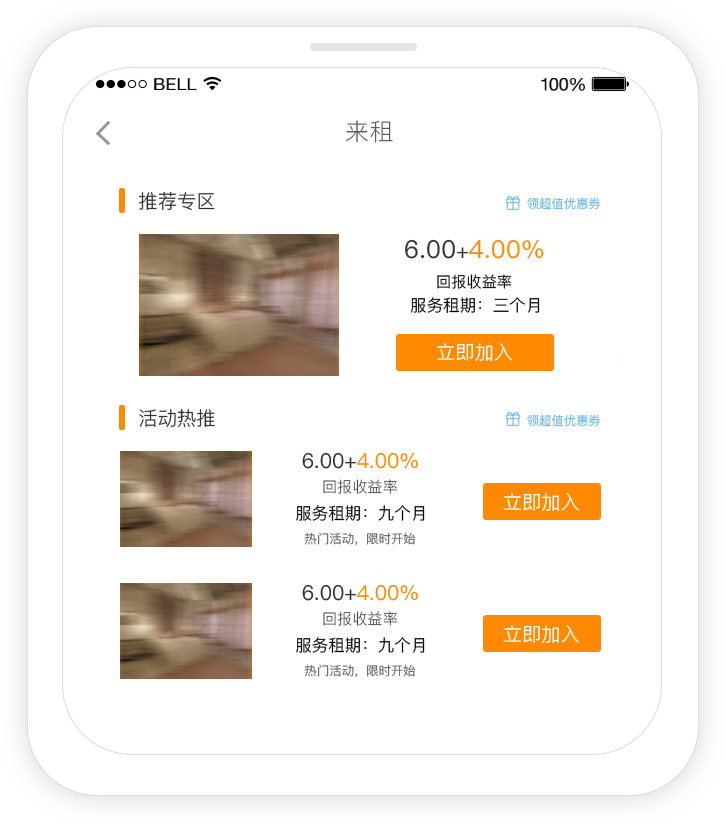 BELL 100%
来租
推荐专区 领超值优惠券
6.00+4.00%
回报收益率
服务租期：三个月
立即加入
活动热推 领超值优惠券
6.00+4.00%
回报收益率
服务租期：九个月
热门活动，限时开始
立即加入
6.00+4.00%
回报收益率
服务租期：九个月
热门活动，限时开始
立即加入